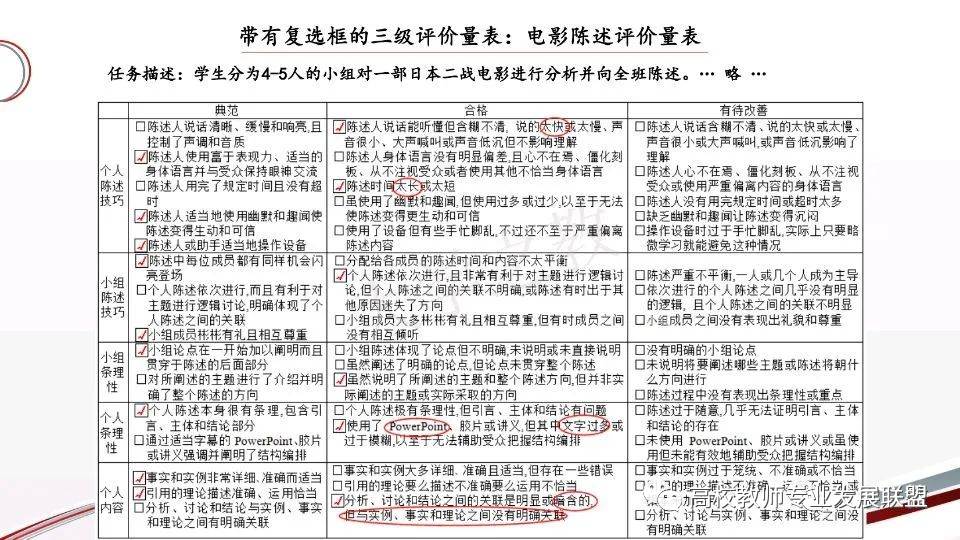 带有复选框的三级评价量表：电影陈述评价量表
任务描述：学生分为4-5人的小组对一部日本二战电影进行分析并向全班陈述。… 略 …
典范
合格
有待改善
个人
陈述
技巧
□陈述人说话清晰、缓慢和响亮,且
控制了声调和音质
☑陈述人使用富于表现力、适当的
身体语言并与受众保持眼神交流
□陈述人用完了规定时间且没有超
时
☑陈述人适当地使用幽默和趣闻使
陈述变得生动和可信
☑陈述人或助手适当地操作设备
☑陈述人说话能听懂但含糊不清，说的太快或太慢、声
音很小、大声喊叫或声音低沉但不影响理解
□陈述人身体语言没有明显偏差,且心不在焉、僵化刻
板、从不注视受众或者使用其他不恰当身体语言
☑陈述时间太长或太短
□虽使用了幽默和趣闻,但使用过多或过少,以至于无法
使陈述变得更生动和可信
□使用了设备但有些手忙脚乱,不过还不至于严重偏离
陈述内容
□陈述人说话含糊不清、说的太快或太慢、
声音很小或大声喊叫,或声音低沉影响了
理解
□陈述人心不在焉、僵化刻板、从不注视
受众或使用严重偏离内容的身体语言
□陈述人没有用完规定时间或超时太多
□缺乏幽默和趣闻让陈述变得沉闷
□操作设备时过于手忙脚乱,实际上只要略
微学习就能避免这种情况
小组
陈述
技巧
☑陈述中每位成员都有同样机会闪
亮登场
□个人陈述依次进行,而且有利于对
主题进行逻辑讨论,明确体现了个
人陈述之间的关联
☑小组成员彬彬有礼且相互尊重
□分配给各成员的陈述时间和内容不太平衡
☑个人陈述依次进行,且非常有利于对主题进行逻辑讨
论,但个人陈述之间的关联不明确,或陈述有时出于其
他原因迷失了方向
□小组成员大多彬彬有礼且相互尊重,但有时成员之间
没有相互倾听
□陈述严重不平衡,一人或几个人成为主导
□依次进行的个人陈述之间几乎没有明显
的逻辑，且个人陈述之间的关联不明显
□小组成员之间没有表现出礼貌和尊重
小组
条理
性
☑小组论点在一开始加以阐明而且
贯穿于陈述的后面部分
□对所阐述的主题进行了介绍并明
确了整个陈述的方向
□小组陈述体现了论点但不明确,未说明或未直接说明
□虽然阐述了明确的论点,但论点未贯穿整个陈述
☑虽然说明了所阐述的主题和整个陈述方向,但并非实
际阐述的主题或实际采取的方向
□没有明确的小组论点
□未说明将要阐述哪些主题或陈述将朝什
么方向进行
□陈述过程中没有表现出条理性或重点
个人
条理
性
☑个人陈述本身很有条理,包含引
言、主体和结论部分
□通过适当字幕的 PowerPoint、胶片
或讲义强调并阐明了结构编排
□个人陈述极有条理性,但引言、主体和结论有问题
☑使用了 PowerPoint、胶片或讲义,但其中文字过多或
过于模糊,以至于无法辅助受众把握结构编排
□陈述过于随意,几乎无法证明引言、主体
和结论的存在
□未使用 PowerPoint、胶片或讲义或虽使
用但未能有效地辅助受众把握结构编排
个人
内容
☑事实和实例非常详细.准确而适当
☑引用的理论描述准确、运用恰当
□分析、讨论和结论与实例、事实
和理论之间有明确关联
□事实和实例大多详细.准确且适当,但存在一些错误
□引用的理论要么描述不准确要么运用不恰当
☑分析、讨论和结论之间的关联是明显或蕴含的,
但与实例、事实和理论之间没有明确关联
□事实和实例过于笼统、不准确或不恰当
的理论描述不准确、运用不恰当或
□分析、讨论和结论与实例、事实之间没
有明确关联
高校教师专业发展联盟